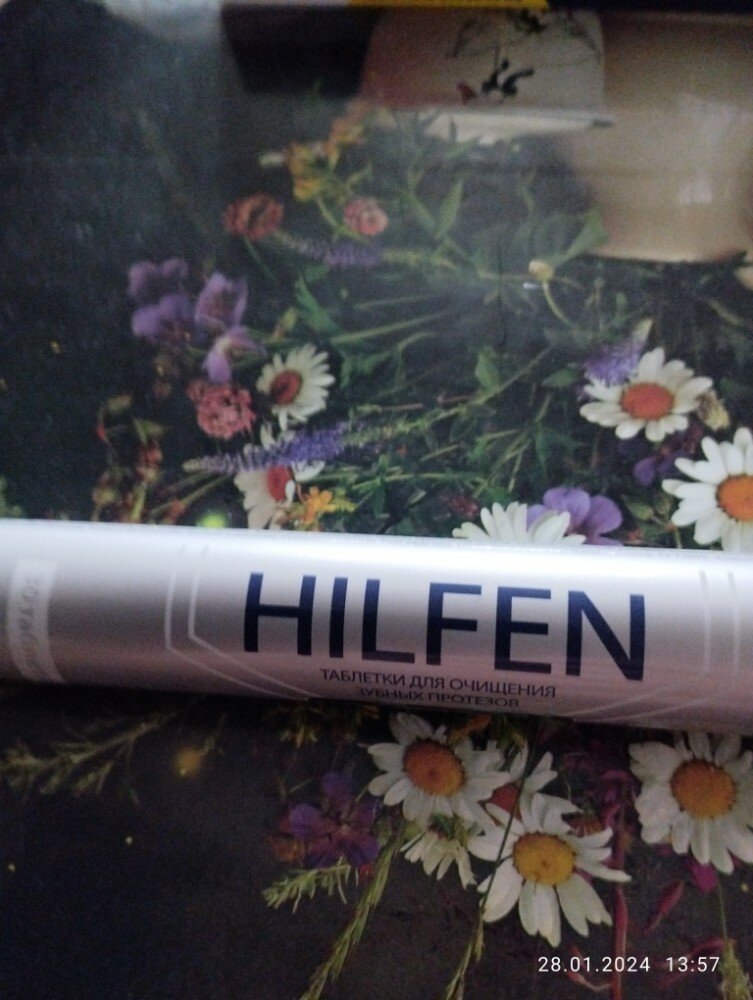 HILFEN
ТАБЛЕТКИ ДЛЯ ОЧИЩЕНИЯ
ЗУБНЫХ ПРОТЕЗОВ
28.01.2024 13:57